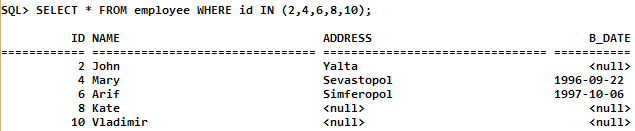 SQL> SELECT * FROM employee WHERE id IN (2,4,6,8,10);
ID NAME ADDRESS B_DATE
============ =============================== =============================== ===========
2 John Yalta <null>
4 Mary Sevastopol 1996-09-22
6 Arif Simferopol 1997-10-06
8 Kate <null> <null>
10 Vladimir <null> <null>